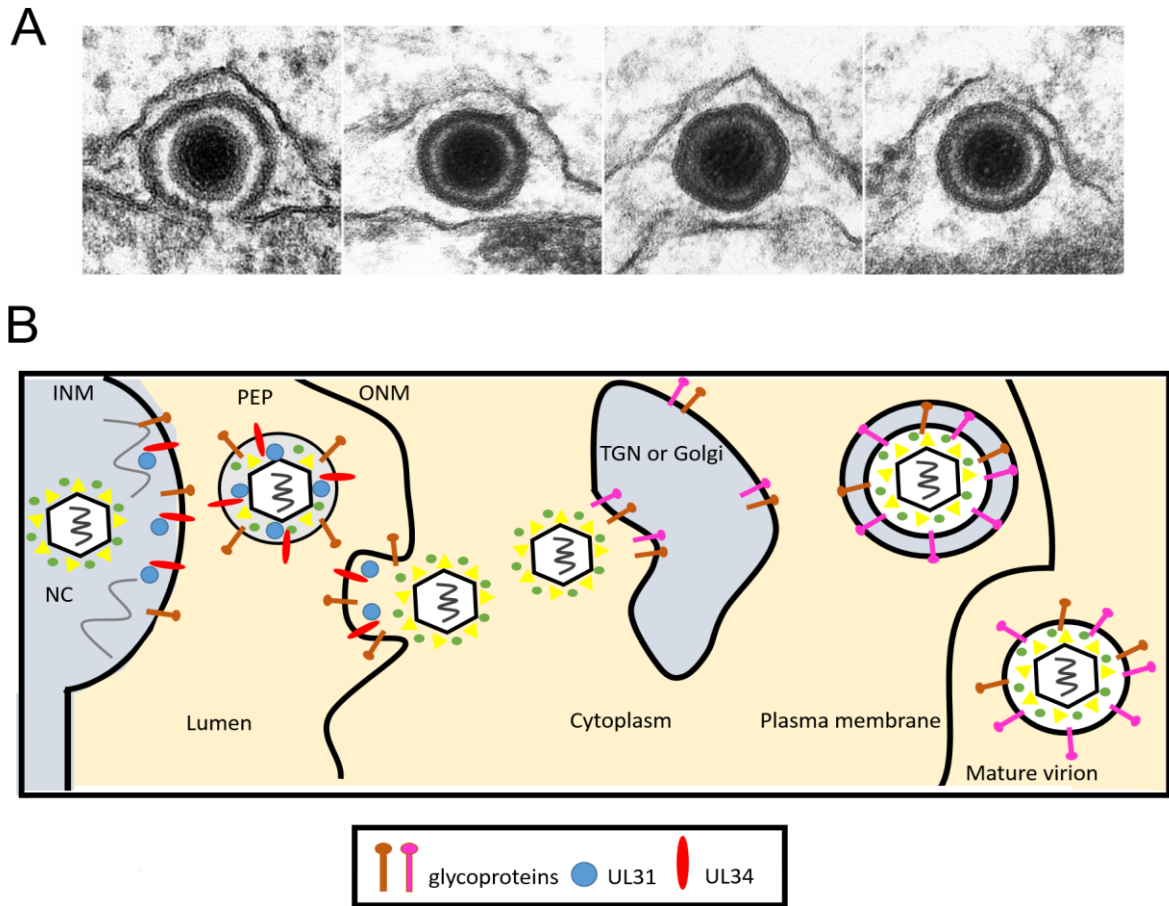 A
B
INM
PEP
ONM
TGN or Golgi
NC
Lumen
Cytoplasm
Plasma membrane
Mature virion
glycoproteins
UL31
UL34